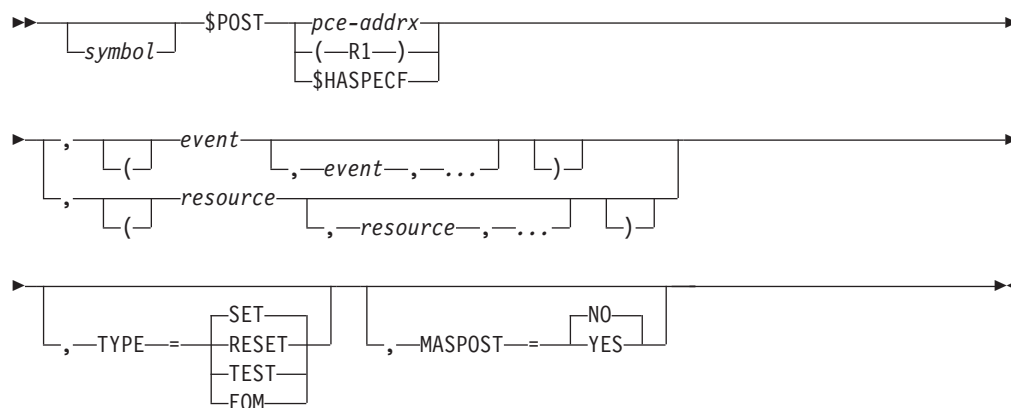 $POST pce-addrx
symbol ( R1 )
$HASPECF
, event
( , event , ... )
, resource
( , resource , ... )
SET NO
, TYPE = RESET , MASPOST = YES
TEST
EOM